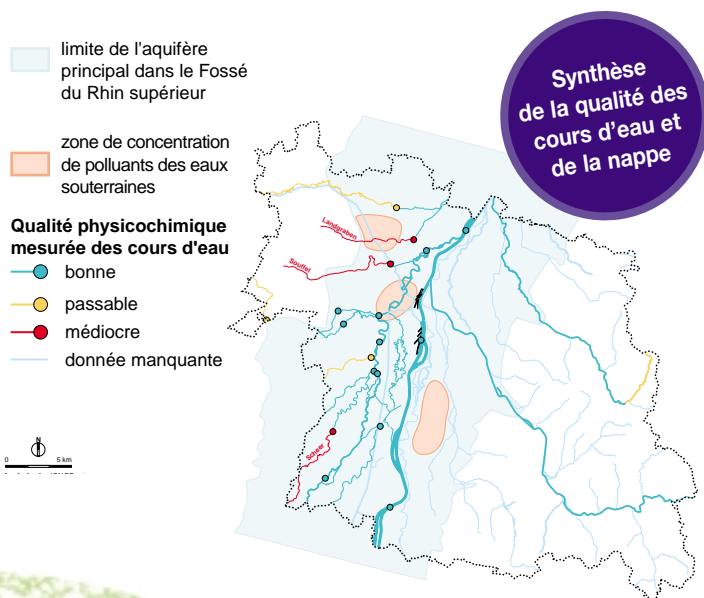 limite de l'aquifère
principal dans le Fossé
du Rhin supérieur
zone de concentration
de polluants des eaux
souterraines
Qualité physicochimique
mesurée des cours d'eau
bonne
passable
médiocre
donnée manquante
N
0 5 km
Synthèse
de la qualité des
cours d'eau et
de la nappe
Landgraben
Souffel
Scheer